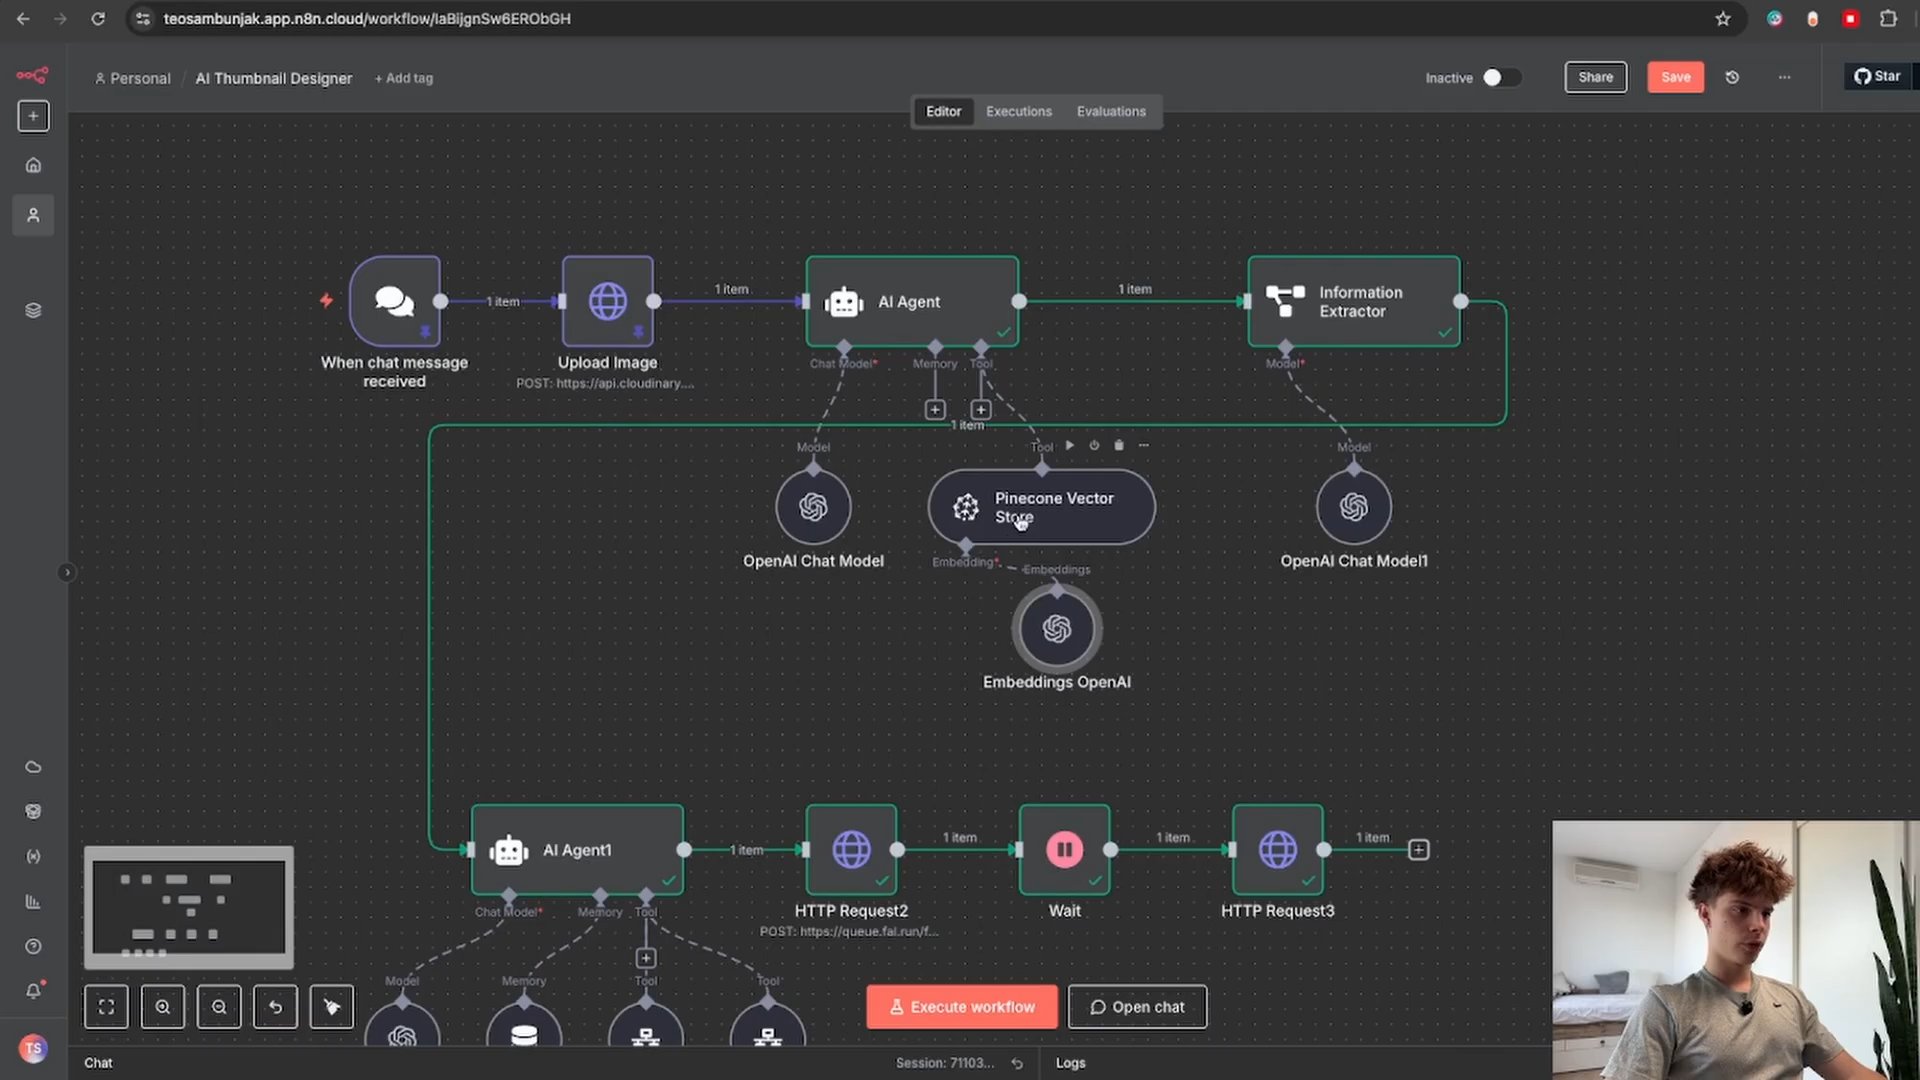 teosambunjak.app.n8n.cloud/workflow/IaBijgnSw6ERObGH
Personal / AI Thumbnail Designer + Add tag
Inactive
Share
Save
...
Star
Editor Executions Evaluations
1 item
1 item
AI Agent
1 item
Information
Extractor
When chat message
received
Upload Image
POST: https://api.cloudinary....
Chat Model*
Memory
Tool
Model*
1 item
Model
Tool
Model
Pinecone Vector
Store
OpenAI Chat Model
Embedding*
Embeddings
OpenAI Chat Model1
Embeddings OpenAI
AI Agent1
1 item
1 item
1 item
1 item
Chat Model*
Memory
Tool
HTTP Request2
POST: https://queue.fal.run/f...
Wait
HTTP Request3
Model
Memory
Tool
Tool
Execute workflow
Open chat
TS
Chat
Session: 71103...
Logs